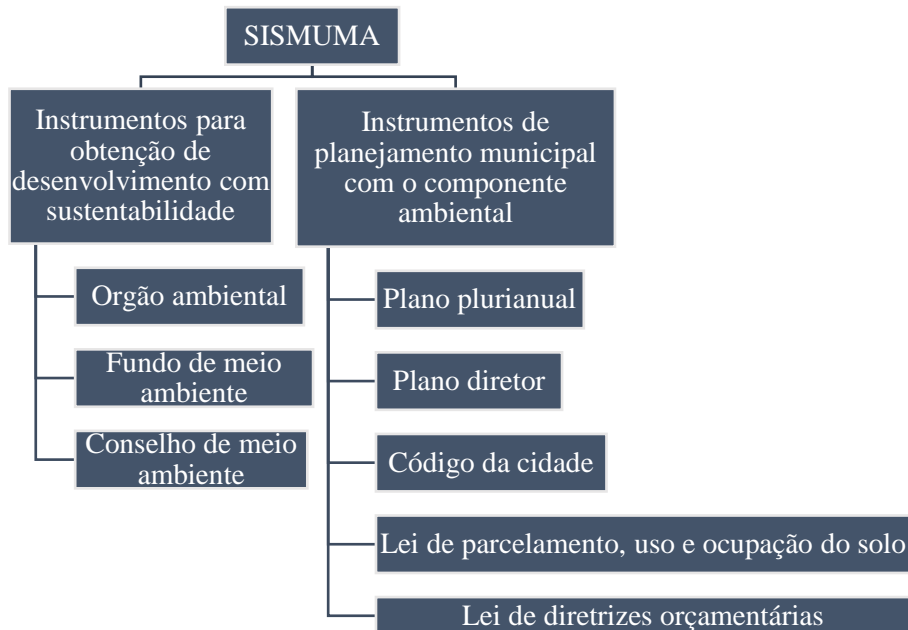 SISMUMA
Instrumentos para
obtenção de
desenvolvimento com
sustentabilidade
Orgão ambiental
Fundo de meio
ambiente
Conselho de meio
ambiente
Instrumentos de
planejamento municipal
com o componente
ambiental
Plano plurianual
Plano diretor
Código da cidade
Lei de parcelamento, uso e ocupação do solo
Lei de diretrizes orçamentárias